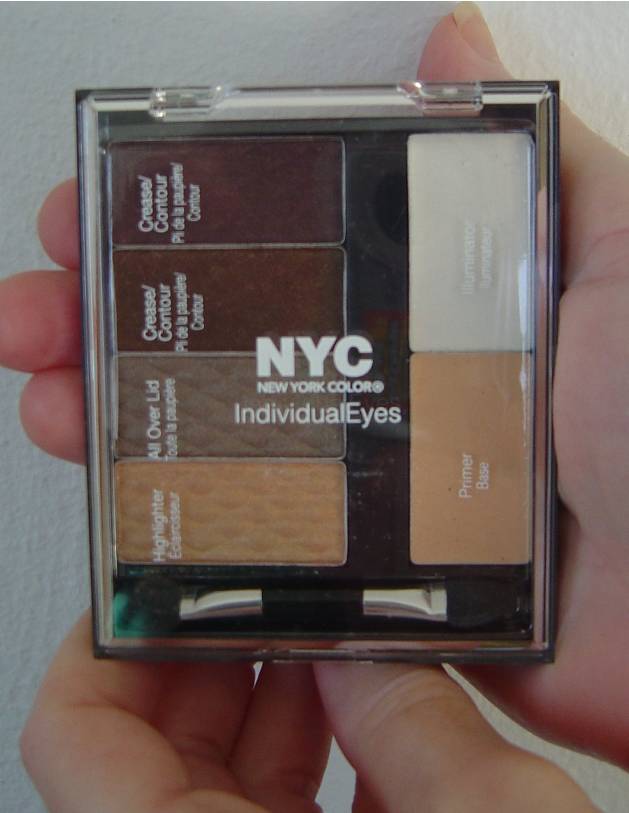 Crease/
Contour
Pli de la paupière/
Contour
Crease/
Contour
Pli de la paupière/
Contour
All Over Lid
Toute la paupière
Highlighter
Éclaircisseur
NYC
NEW YORK COLOR®
IndividualEyes
Illuminator
Illuminateur
Primer
Base